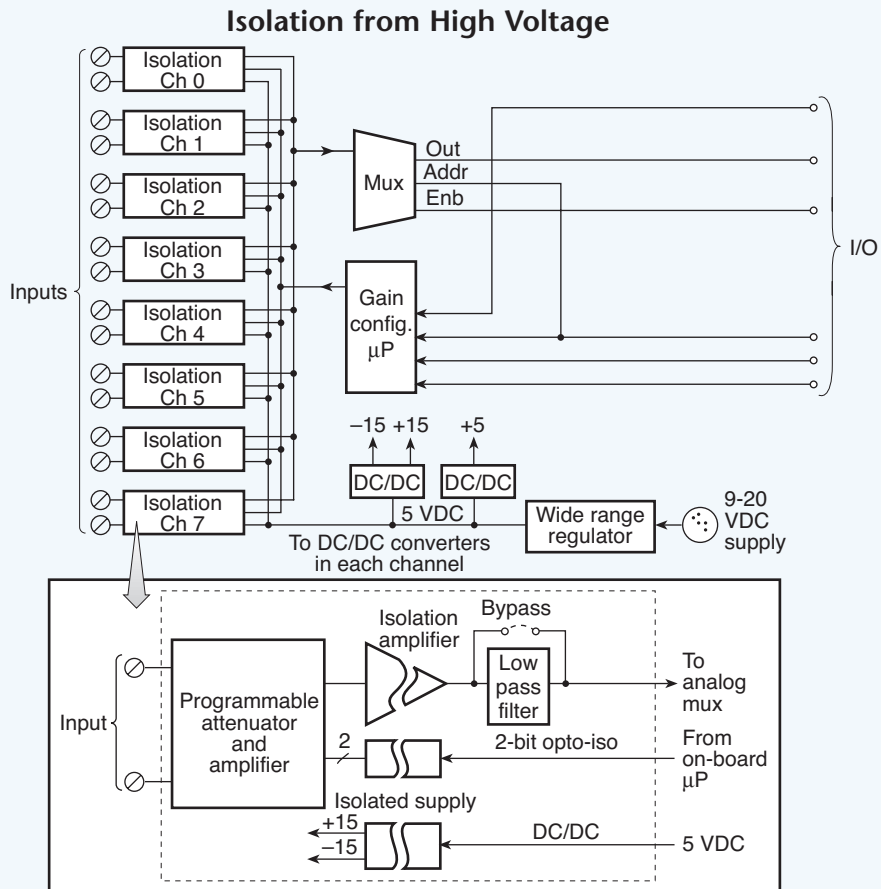 Isolation from High Voltage
Isolation
Ch 0
Isolation
Ch 1
Isolation
Ch 2
Isolation
Ch 3
Isolation
Ch 4
Isolation
Ch 5
Isolation
Ch 6
Isolation
Ch 7
Inputs
Mux
Out
Addr
Enb
I/O
Gain
config.
μP
–15 +15
+5
DC/DC
DC/DC
5 VDC
To DC/DC converters
in each channel
Wide range
regulator
9-20
VDC
supply
Input
Programmable
attenuator
and
amplifier
Isolation
amplifier
Bypass
Low
pass
filter
To
analog
mux
2
2-bit opto-iso
From
on-board
μP
Isolated supply
+15
–15
DC/DC
5 VDC